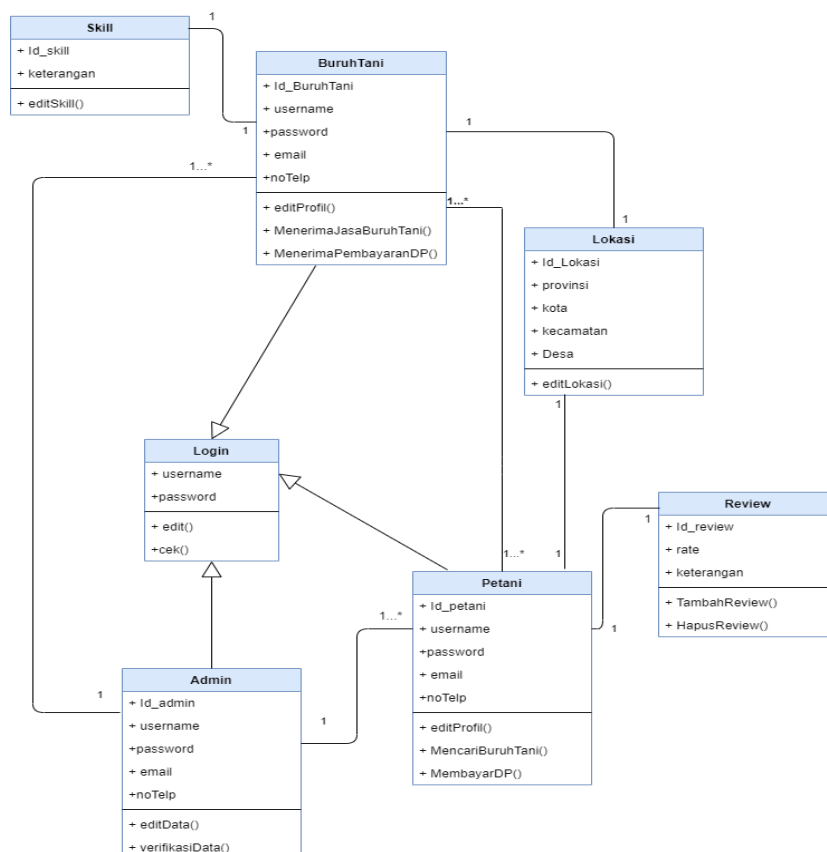 Skill
+ Id_skill
+ keterangan
+ editSkill()
1
1
BuruhTani
+ Id_BuruhTani
+ username
+password
+ email
+noTelp
+ editProfil()
+ MenerimaJasaBuruhTani()
+ MenerimaPembayaranDP()
1...*
1
1...*
1
Lokasi
+ Id_Lokasi
+ provinsi
+ kota
+ kecamatan
+ Desa
+ editLokasi()
1
Login
+ username
+password
+ edit()
+cek()
Review
+ Id_review
+ rate
+ keterangan
+ TambahReview()
+ HapusReview()
1
1...*
1
Petani
+ Id_petani
+ username
+password
+ email
+noTelp
+ editProfil()
+ MencariBuruhTani()
+ MembayarDP()
1...*
1
Admin
+ Id_admin
+ username
+password
+ email
+noTelp
+ editData()
+ verifikasiData()
1
1